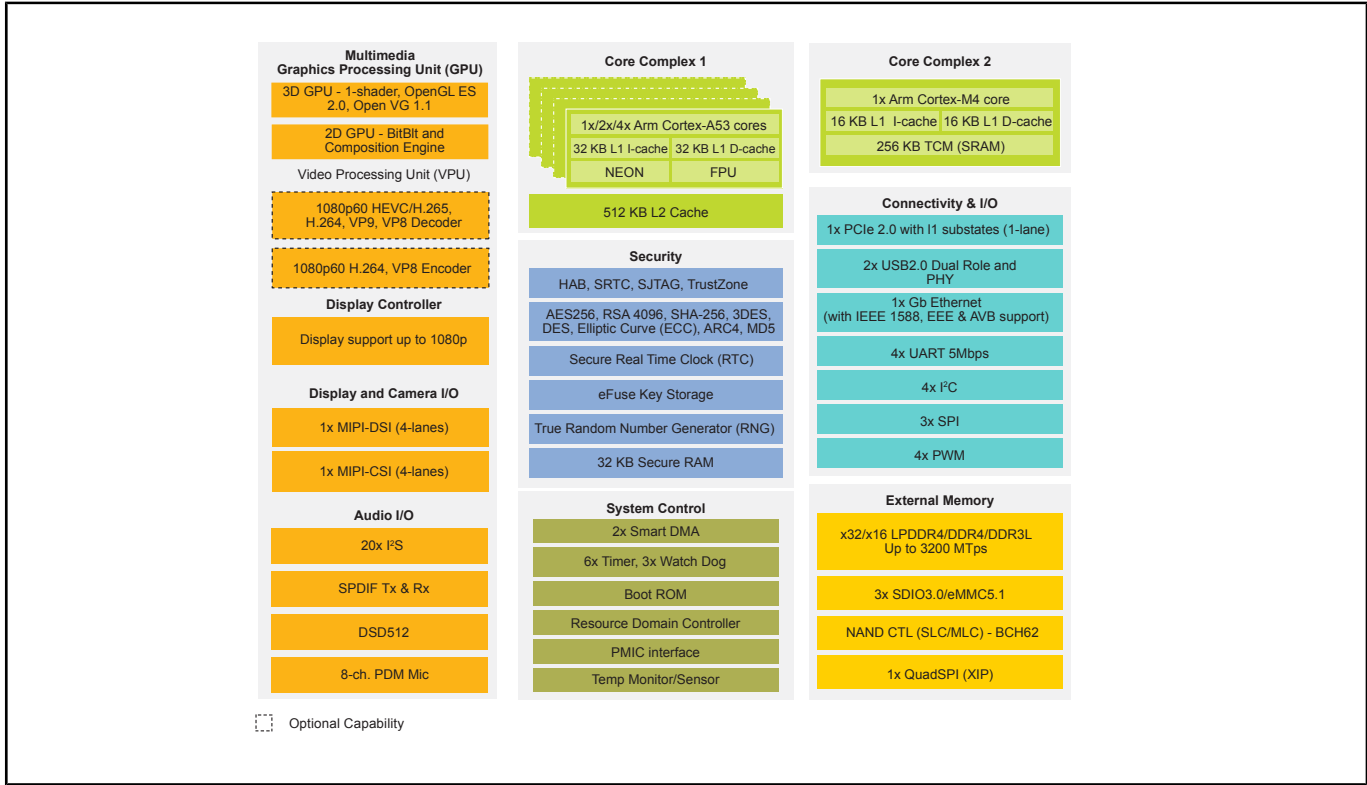 Multimedia
Graphics Processing Unit (GPU)
3D GPU - 1-shader, OpenGL ES
2.0, Open VG 1.1
2D GPU - BitBlt and
Composition Engine
Video Processing Unit (VPU)
1080p60 HEVC/H.265,
H.264, VP9, VP8 Decoder
1080p60 H.264, VP8 Encoder
Display Controller
Display support up to 1080p
Display and Camera I/O
1x MIPI-DSI (4-lanes)
1x MIPI-CSI (4-lanes)
Audio I/O
20x I²S
SPDIF Tx & Rx
DSD512
8-ch. PDM Mic
Core Complex 1
1x/2x/4x Arm Cortex-A53 cores
32 KB L1 I-cache 32 KB L1 D-cache
NEON FPU
512 KB L2 Cache
Security
HAB, SRTC, SJTAG, TrustZone
AES256, RSA 4096, SHA-256, 3DES,
DES, Elliptic Curve (ECC), ARC4, MD5
Secure Real Time Clock (RTC)
eFuse Key Storage
True Random Number Generator (RNG)
32 KB Secure RAM
System Control
2x Smart DMA
6x Timer, 3x Watch Dog
Boot ROM
Resource Domain Controller
PMIC interface
Temp Monitor/Sensor
Core Complex 2
1x Arm Cortex-M4 core
16 KB L1 I-cache 16 KB L1 D-cache
256 KB TCM (SRAM)
Connectivity & I/O
1x PCIe 2.0 with l1 substates (1-lane)
2x USB2.0 Dual Role and
PHY
1x Gb Ethernet
(with IEEE 1588, EEE & AVB support)
4x UART 5Mbps
4x I²C
3x SPI
4x PWM
External Memory
x32/x16 LPDDR4/DDR4/DDR3L
Up to 3200 MTps
3x SDIO3.0/eMMC5.1
NAND CTL (SLC/MLC) - BCH62
1x QuadSPI (XIP)
Optional Capability